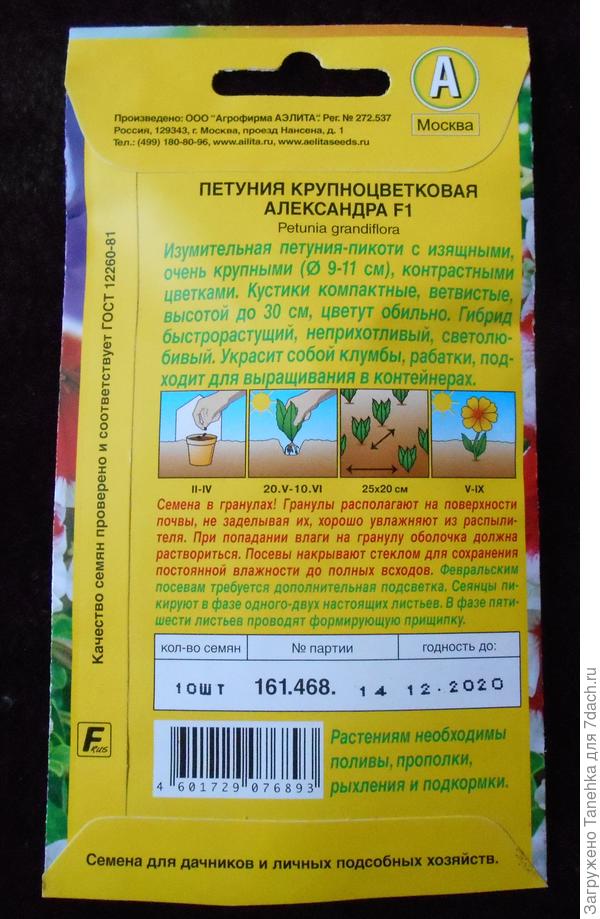 А
Москва
Произведено: ООО "Агрофирма АЭЛИТА". Рег. № 272.537
Россия, 129343, г. Москва, проезд Нансена, д. 1
Тел.: (499) 180-80-96, www.ailita.ru, www.aelitaseeds.ru
Качество семян проверено и соответствует ГОСТ 12260-81
ПЕТУНИЯ КРУПНОЦВЕТКОВАЯ
АЛЕКСАНДРА F1
Petunia grandiflora
Изумительная петуния-пикоти с изящными,
очень крупными (Ø 9-11 см), контрастными
цветками. Кустики компактные, ветвистые,
высотой до 30 см, цветут обильно. Гибрид
быстрорастущий, неприхотливый, светолю-
бивый. Украсит собой клумбы, рабатки, под-
ходит для выращивания в контейнерах.
II-IV 20.V-10.VI 25x20 см V-IX
Семена в гранулах! Гранулы располагают на поверхности
почвы, не заделывая их, хорошо увлажняют из распыли-
теля. При попадании влаги на гранулу оболочка должна
раствориться. Посевы накрывают стеклом для сохранения
постоянной влажности до полных всходов. Февральским
посевам требуется дополнительная подсветка. Сеянцы пи-
кируют в фазе одного-двух настоящих листьев. В фазе пяти-
шести листьев проводят формирующую прищипку.
кол-во семян № партии годность до:
10ШТ 161.468. 14 12.2020
F rus
4 601729 076893
Растениям необходимы
поливы, прополки,
рыхления и подкормки.
Семена для дачников и личных подсобных хозяйств.
Загружено Tanehka для 7dach.ru